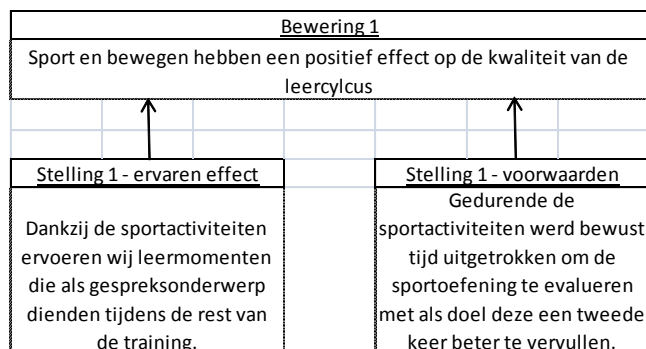 Bewering 1
Sport en bewegen hebben een positief effect op de kwaliteit van de
leercylcus
Stelling 1 - ervaren effect
Dankzij de sportactiviteiten
ervoeren wij leermomenten
die als gespreksonderwerp
dienden tijdens de rest van
de training.
Stelling 1 - voorwaarden
Gedurende de
sportactiviteiten werd bewust
tijd uitgetrokken om de
sportoefening te evalueren
met als doel deze een tweede
keer beter te vervullen.